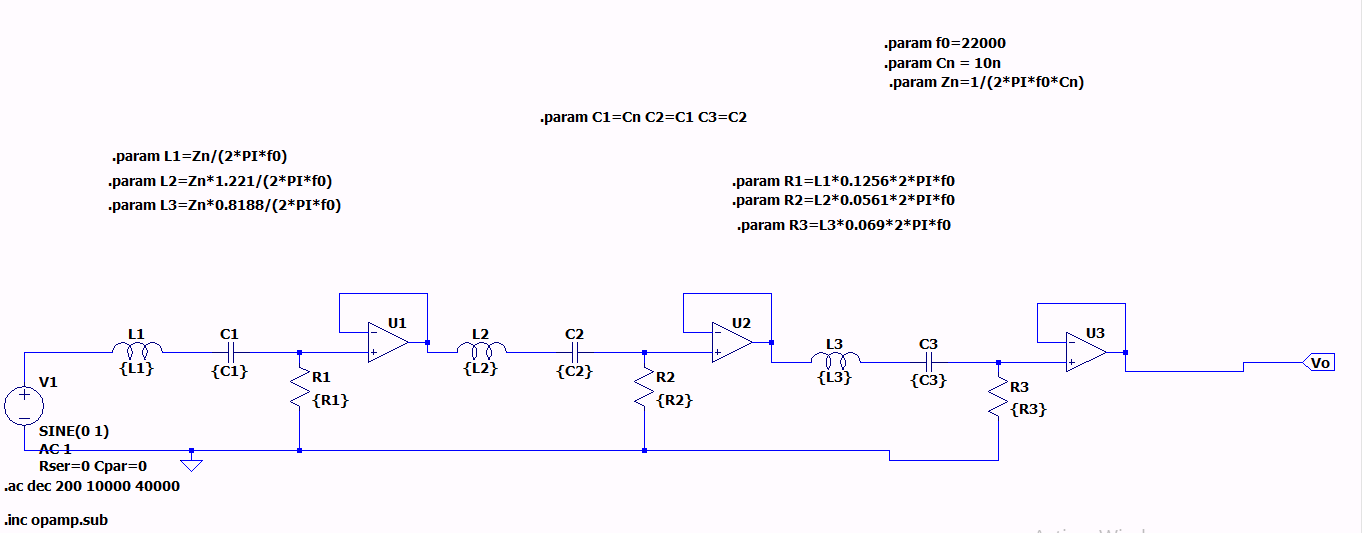 .param f0=22000
.param Cn = 10n
.param Zn=1/(2*PI*f0*Cn)
.param C1=Cn C2=C1 C3=C2
.param L1=Zn/(2*PI*f0)
.param L2=Zn*1.221/(2*PI*f0)
.param L3=Zn*0.8188/(2*PI*f0)
.param R1=L1*0.1256*2*PI*f0
.param R2=L2*0.0561*2*PI*f0
.param R3=L3*0.069*2*PI*f0
L1
{L1}
C1
{C1}
U1
R1
{R1}
L2
{L2}
C2
{C2}
U2
R2
{R2}
L3
{L3}
C3
{C3}
U3
R3
{R3}
Vo
V1
SINE(0 1)
AC 1
Rser=0 Cpar=0
.ac dec 200 10000 40000
.inc opamp.sub